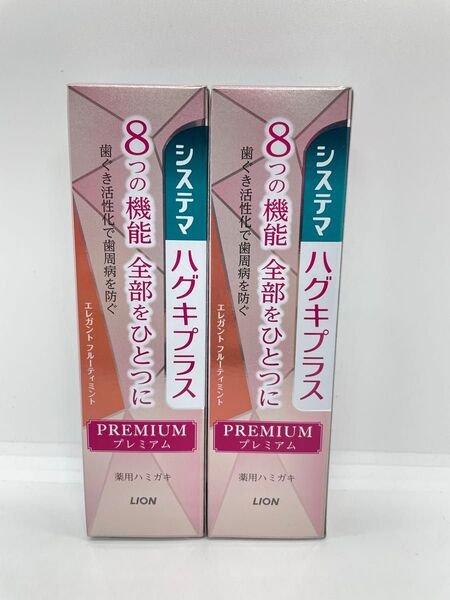 システマ
ハグキプラス
8つの機能 全部をひとつに
歯ぐき活性化で歯周病を防ぐ
エレガント フルーティミント
PREMIUM
プレミアム
薬用ハミガキ
LION
システマ
ハグキプラス
8つの機能 全部をひとつに
歯ぐき活性化で歯周病を防ぐ
エレガント フルーティミント
PREMIUM
プレミアム
薬用ハミガキ
LION